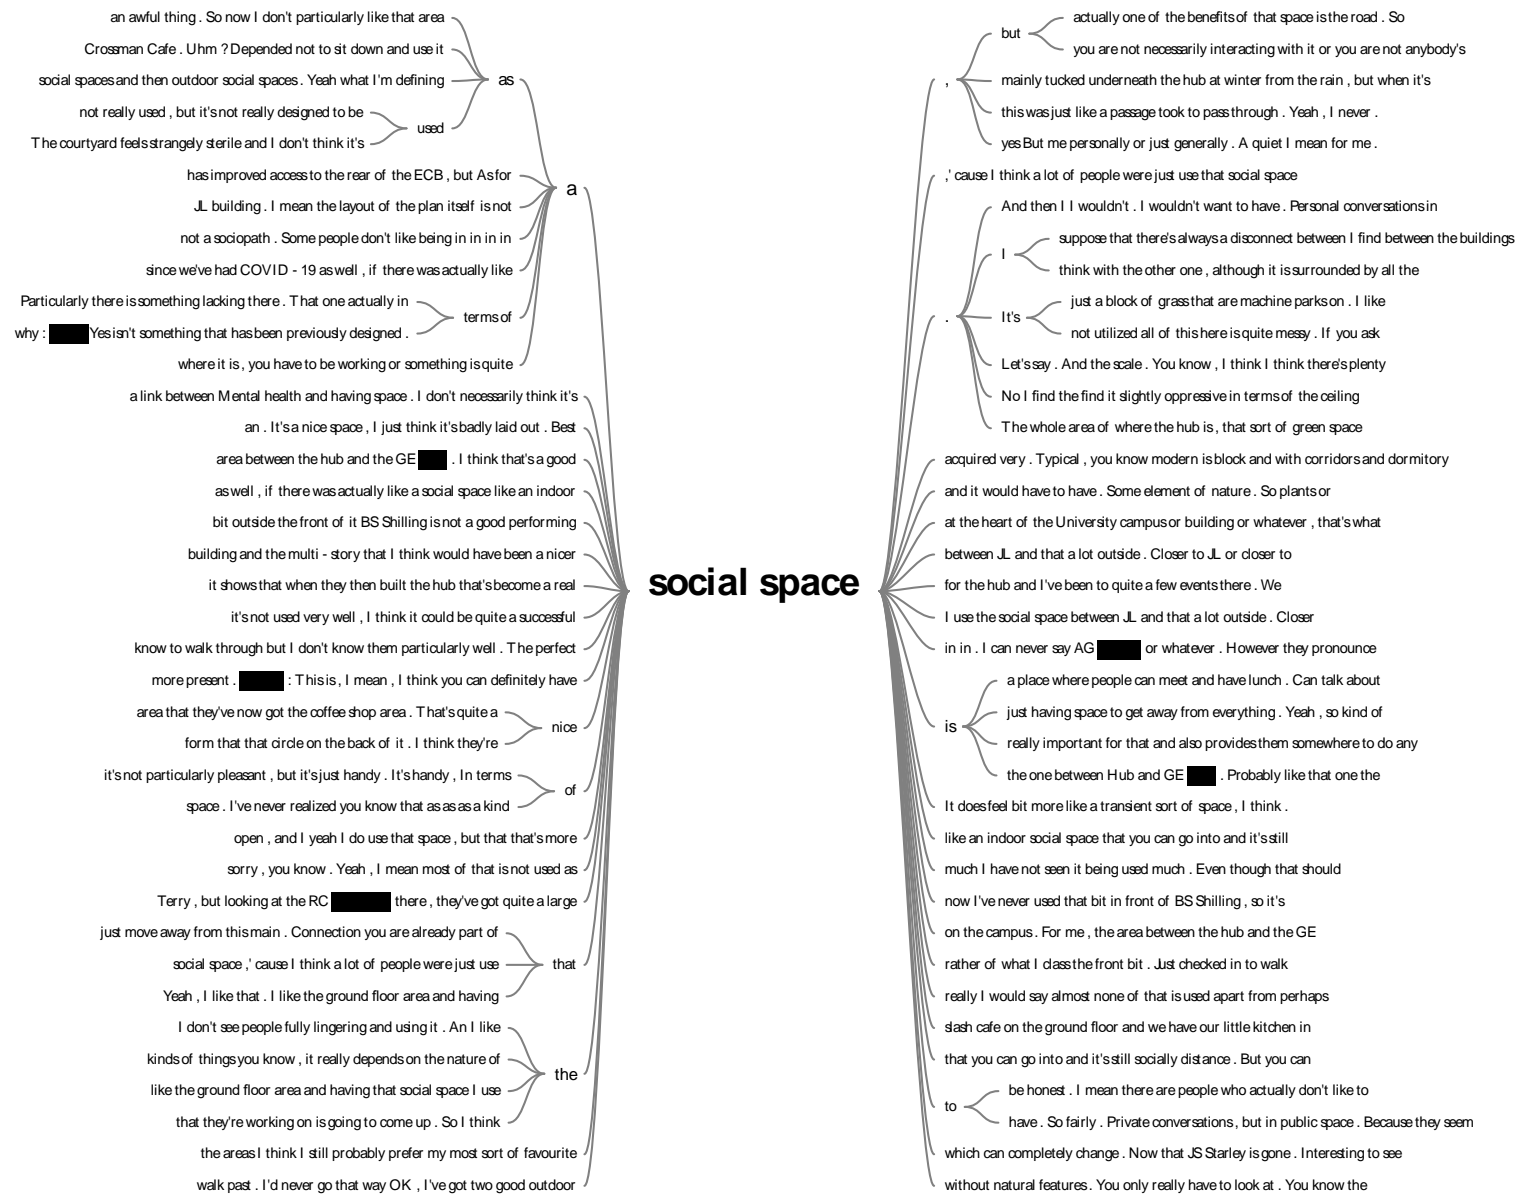 an awful thing . So now I don't particularly like that area
Crossman Cafe . Uhm ? Depended not to sit down and use it
social spaces and then outdoor social spaces . Yeah what I'm defining
as
not really used , but it's not really designed to be
The courtyard feels strangely sterile and I don't think it's
used
has improved access to the rear of the ECB , but As for
JL building . I mean the layout of the plan itself is not
not a sociopath . Some people don't like being in in in in
since we've had COVID - 19 as well , if there was actually like
Particularly there is something lacking there . That one actually in
why : Yes isn't something that has been previously designed .
terms of
where it is , you have to be working or something is quite
a
a link between Mental health and having space . I don't necessarily think it's
an . It's a nice space , I just think it's badly laid out . Best
area between the hub and the GE . I think that's a good
as well , if there was actually like a social space like an indoor
bit outside the front of it BS Shilling is not a good performing
building and the multi - story that I think would have been a nicer
it shows that when they then built the hub that's become a real
it's not used very well , I think it could be quite a successful
know to walk through but I don't know them particularly well . The perfect
more present . : This is , I mean , I think you can definitely have
area that they've now got the coffee shop area . That's quite a
form that that circle on the back of it . I think they're
nice
it's not particularly pleasant , but it's just handy . It's handy , In terms
space . I've never realized you know that as as as a kind
of
open , and I yeah I do use that space , but that that's more
sorry , you know . Yeah , I mean most of that is not used as
Terry , but looking at the RC there , they've got quite a large
just move away from this main . Connection you are already part of
social space ,' cause I think a lot of people were just use
Yeah , I like that . I like the ground floor area and having
that
I don't see people fully lingering and using it . An I like
kinds of things you know , it really depends on the nature of
like the ground floor area and having that social space I use
that they're working on is going to come up . So I think
the
the areas I think I still probably prefer my most sort of favourite
walk past . I'd never go that way OK , I've got two good outdoor
social space
,
but
actually one of the benefits of that space is the road . So
you are not necessarily interacting with it or you are not anybody's
mainly tucked underneath the hub at winter from the rain , but when it's
this was just like a passage took to pass through . Yeah , I never .
yes But me personally or just generally . A quiet I mean for me .
,' cause I think a lot of people were just use that social space
.
And then I I wouldn't . I wouldn't want to have . Personal conversations in
I
suppose that there's always a disconnect between I find between the buildings
think with the other one , although it is surrounded by all the
It's
just a block of grass that are machine parks on . I like
not utilized all of this here is quite messy . If you ask
Let's say . And the scale . You know , I think I think there's plenty
No I find the find it slightly oppressive in terms of the ceiling
The whole area of where the hub is , that sort of green space
acquired very . Typical , you know modern is block and with corridors and dormitory
and it would have to have . Some element of nature . So plants or
at the heart of the University campus or building or whatever , that's what
between JL and that a lot outside . Closer to JL or closer to
for the hub and I've been to quite a few events there . We
I use the social space between JL and that a lot outside . Closer
in in . I can never say AG or whatever . However they pronounce
is
a place where people can meet and have lunch . Can talk about
just having space to get away from everything . Yeah , so kind of
really important for that and also provides them somewhere to do any
the one between Hub and GE . Probably like that one the
It does feel bit more like a transient sort of space , I think .
like an indoor social space that you can go into and it's still
much I have not seen it being used much . Even though that should
now I've never used that bit in front of BS Shilling , so it's
on the campus . For me , the area between the hub and the GE
rather of what I class the front bit . Just checked in to walk
really I would say almost none of that is used apart from perhaps
slash cafe on the ground floor and we have our little kitchen in
that you can go into and it's still socially distance . But you can
to
be honest . I mean there are people who actually don't like to
have . So fairly . Private conversations , but in public space . Because they seem
which can completely change . Now that JS Starley is gone . Interesting to see
without natural features . You only really have to look at . You know the